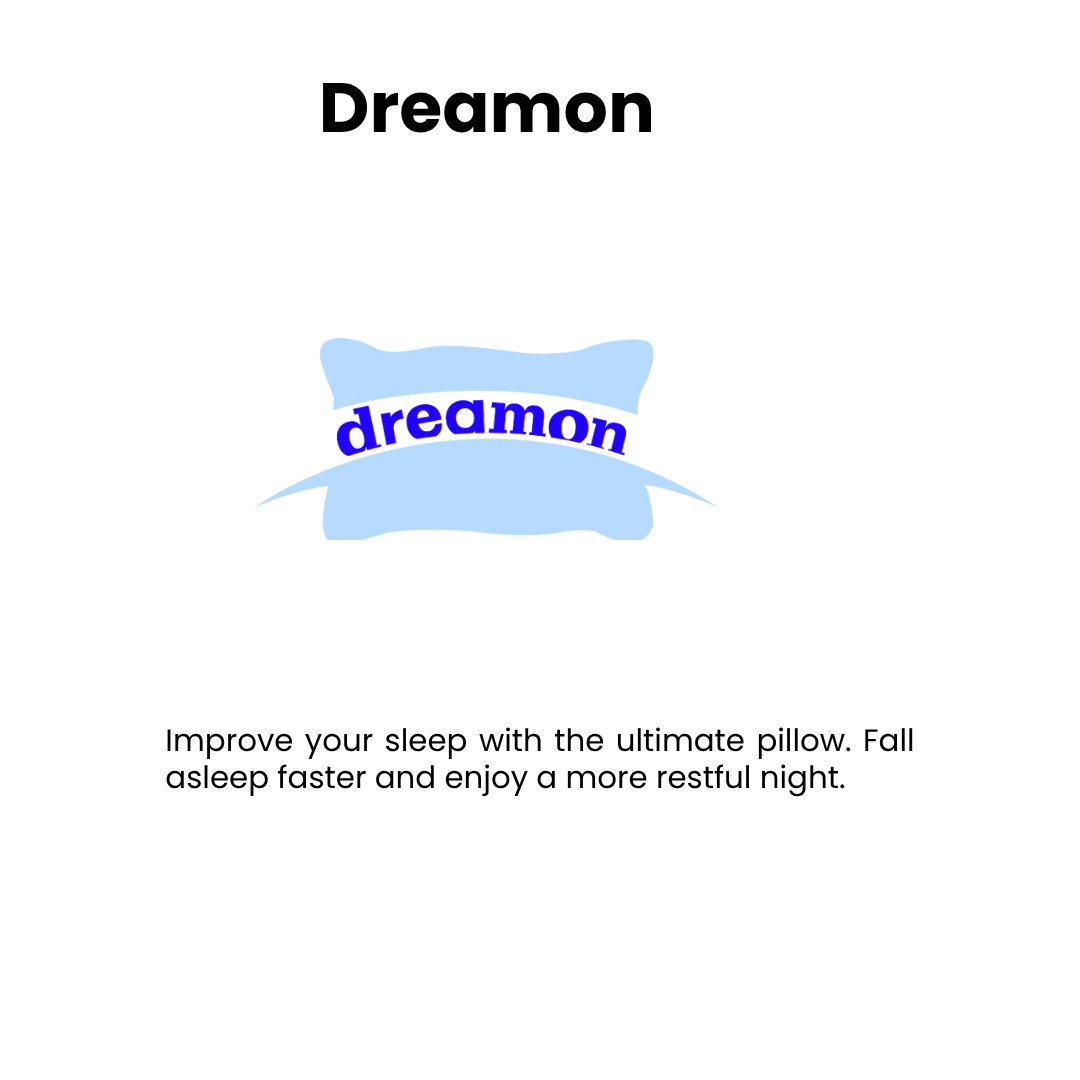 Dreamon
dreamon
Improve your sleep with the ultimate pillow. Fall
asleep faster and enjoy a more restful night.